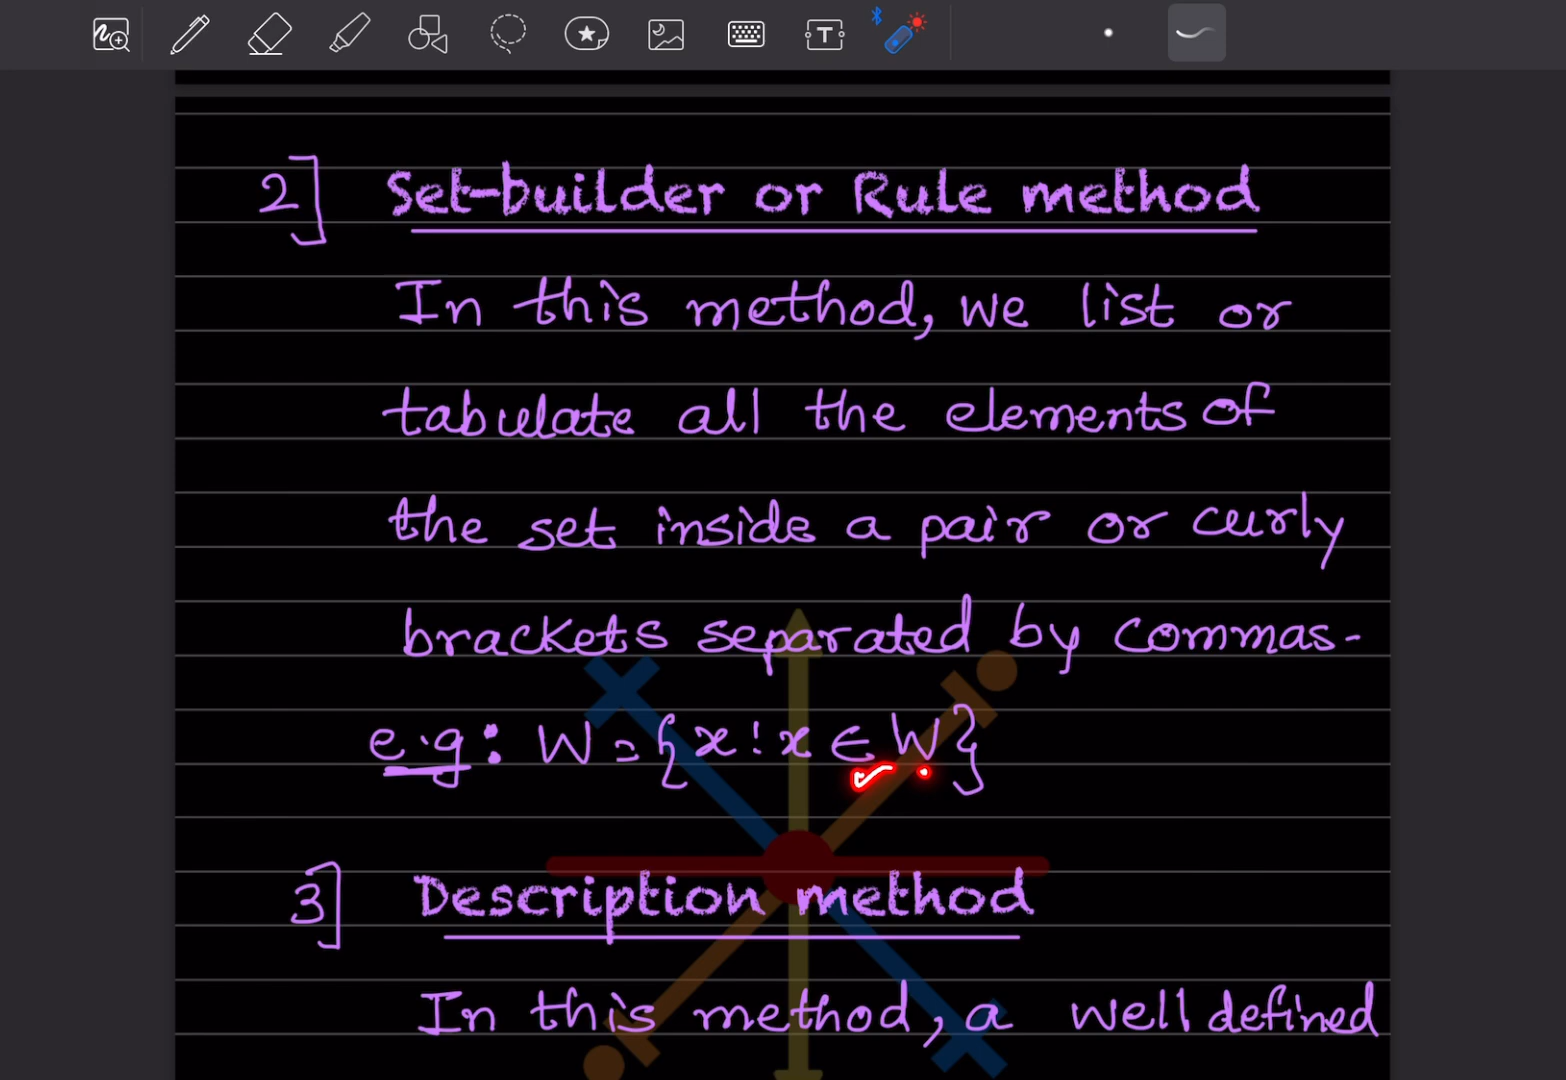 2] Set-builder or Rule method
In this method, we list or
tabulate all the elements of
the set inside a pair or curly
brackets separated by commas-
e.g: W = {x ! x ∈ W}
3] Description method
In this method, a well defined